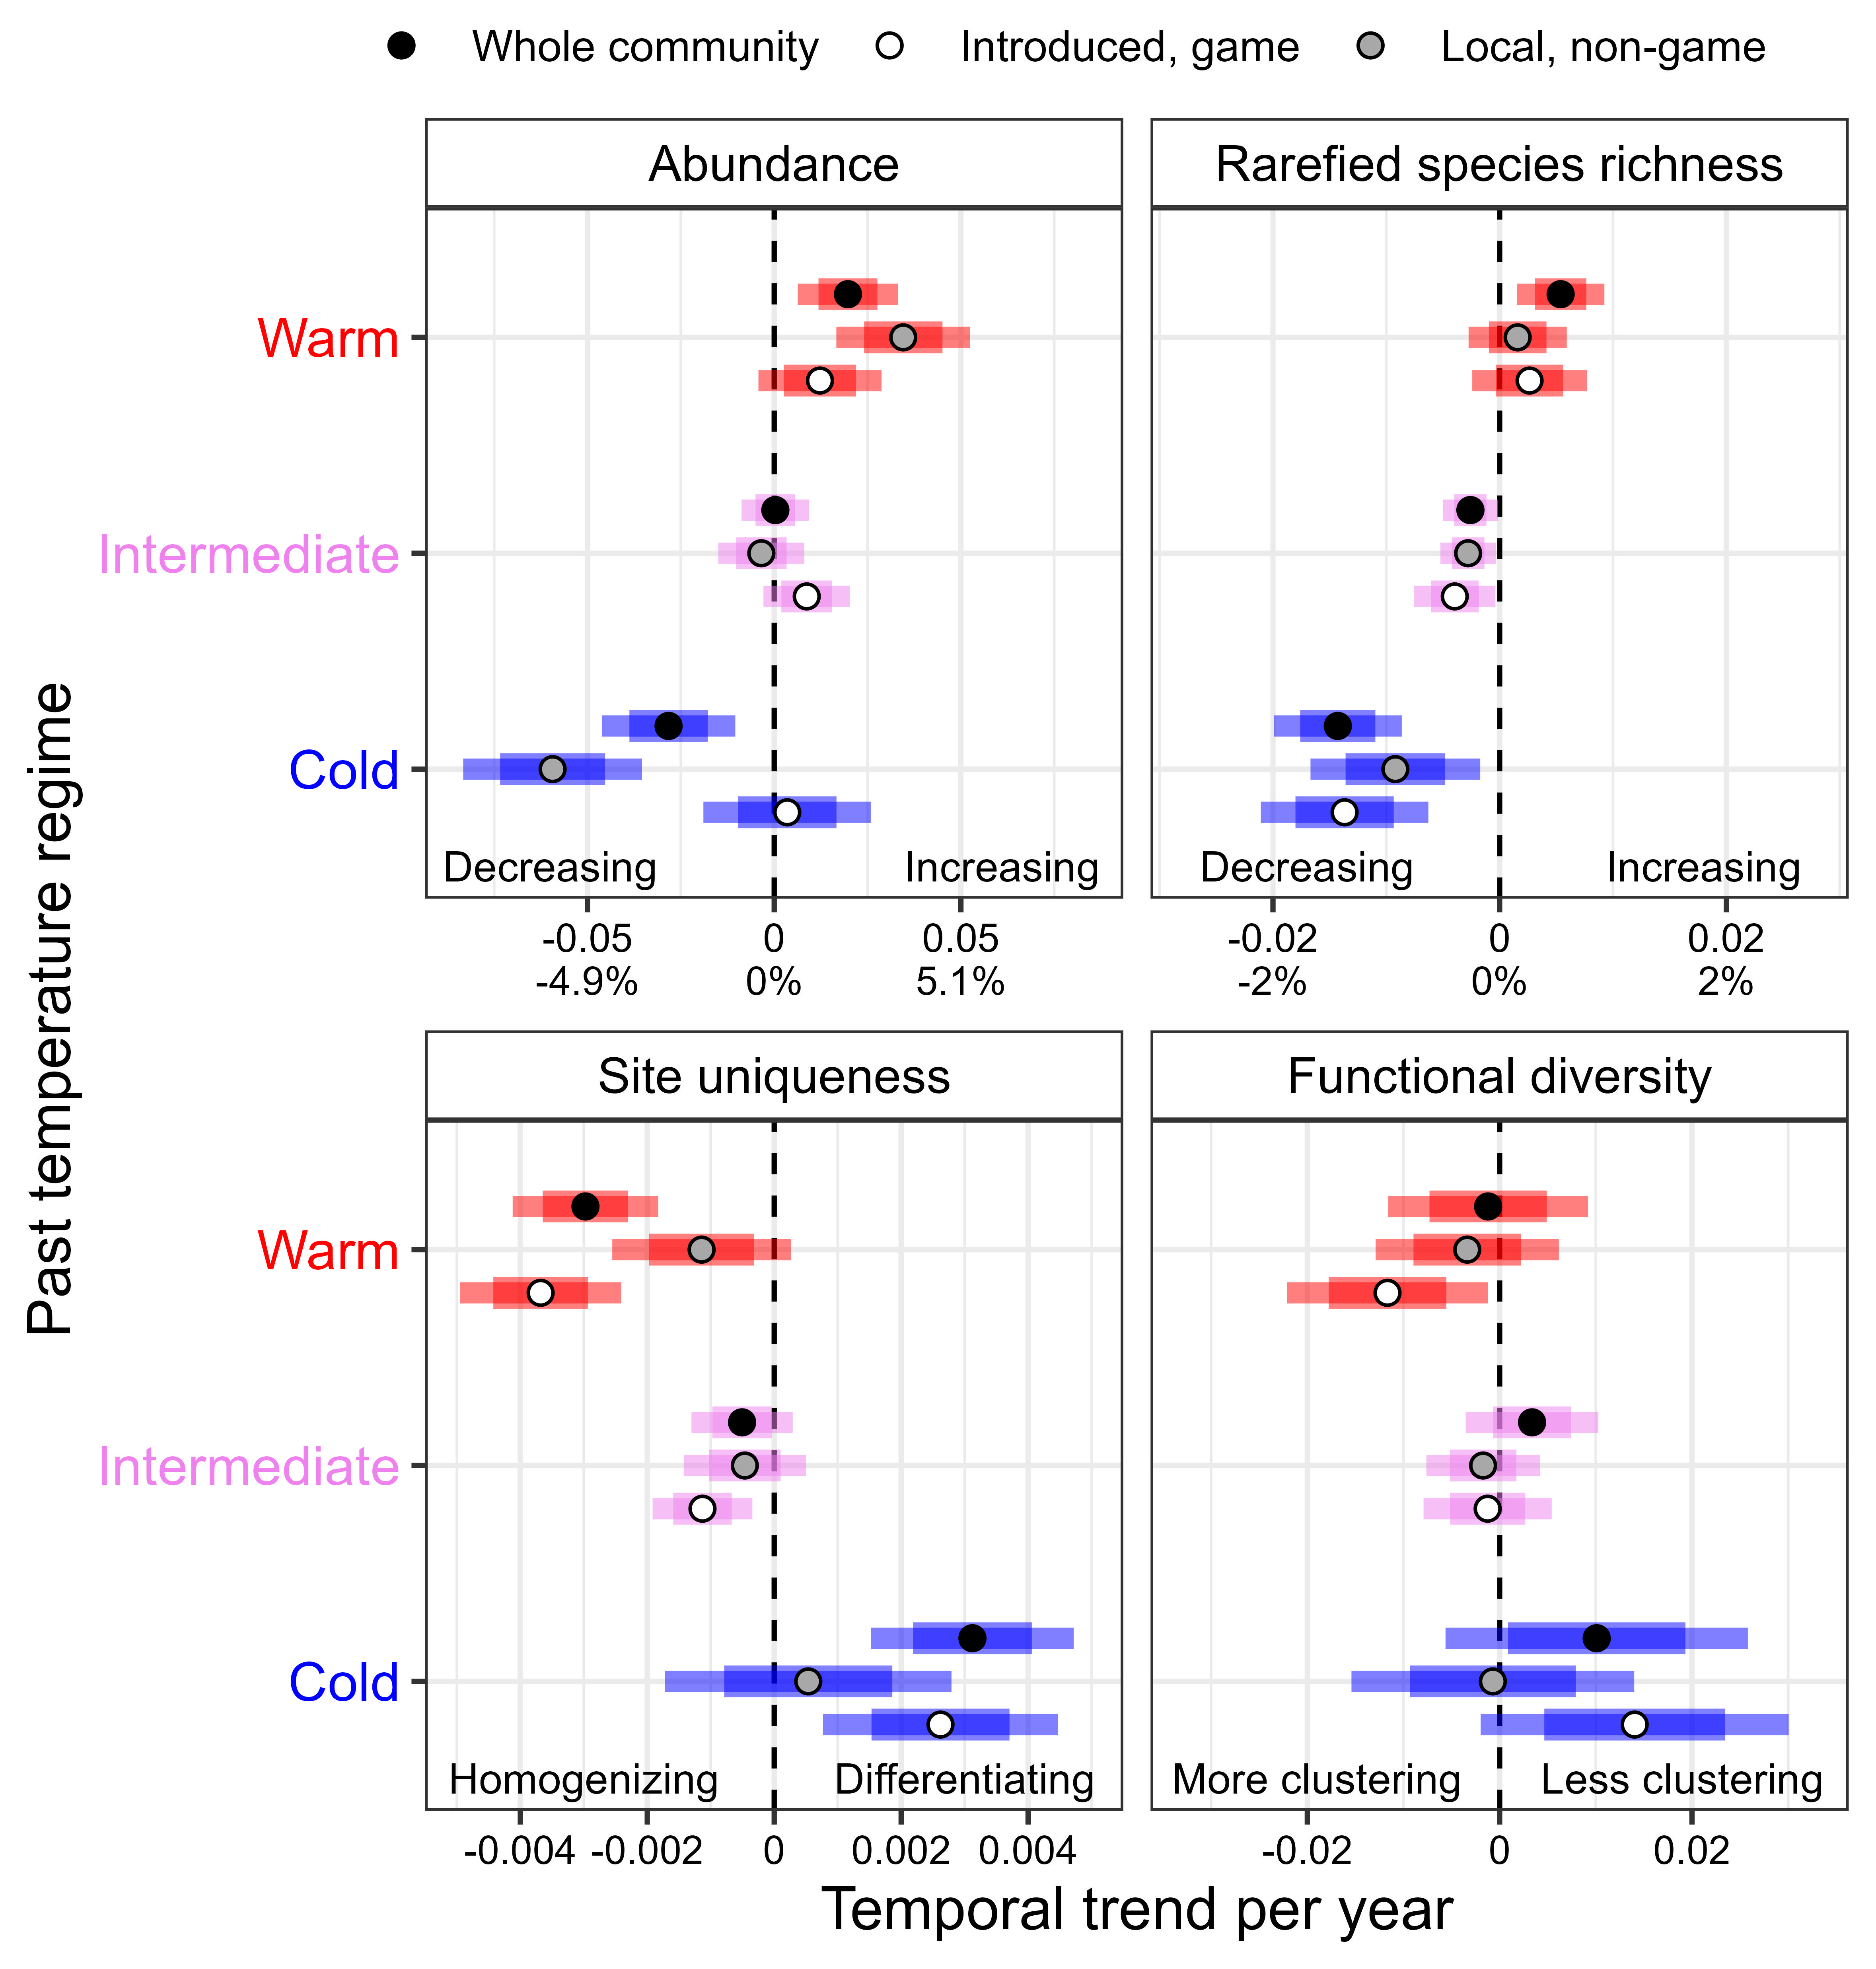 Whole community Introduced, game Local, non-game
Abundance
Rarefied species richness
Past temperature regime
Warm
Intermediate
Cold
Decreasing Increasing
Decreasing Increasing
-0.05 0 0.05
-4.9% 0% 5.1%
-0.02 0 0.02
-2% 0% 2%
Site uniqueness
Functional diversity
Warm
Intermediate
Cold
Homogenizing Differentiating
More clustering Less clustering
-0.004 -0.002 0 0.002 0.004
-0.02 0 0.02
Temporal trend per year